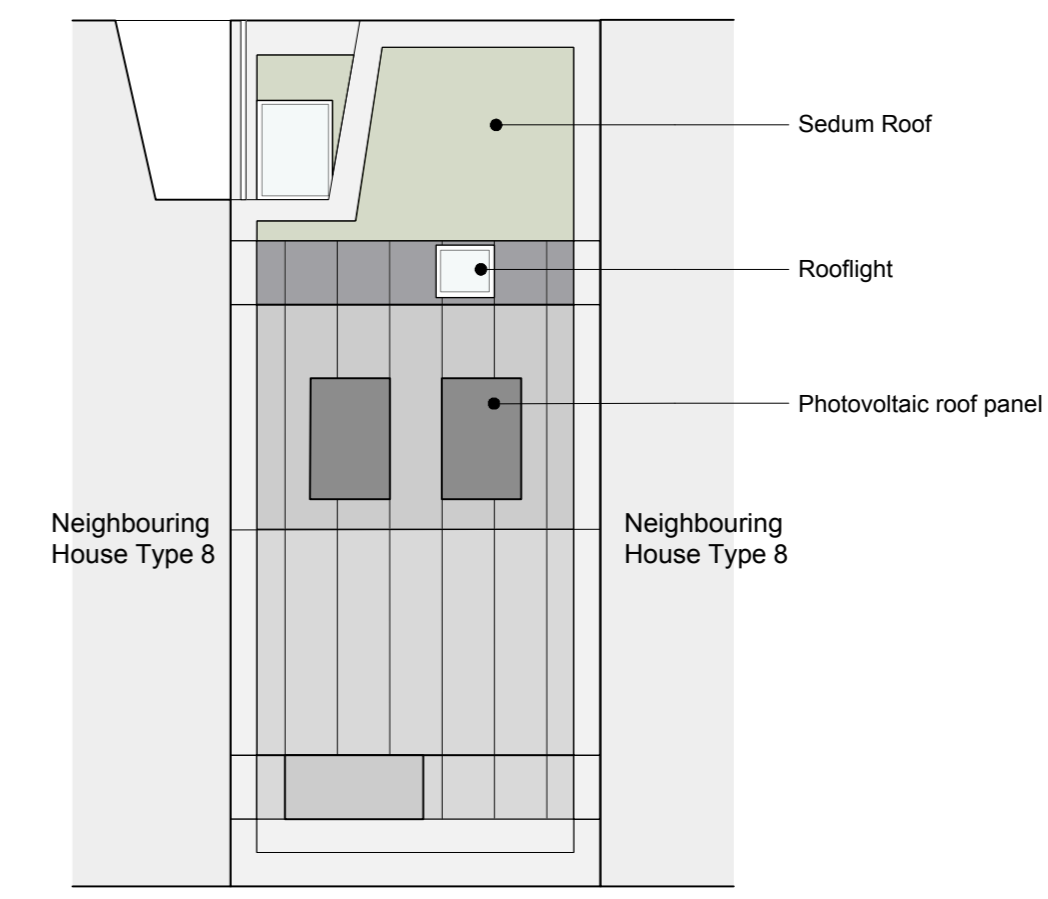 Sedum Roof
Rooflight
Photovoltaic roof panel
Neighbouring
House Type 8
Neighbouring
House Type 8